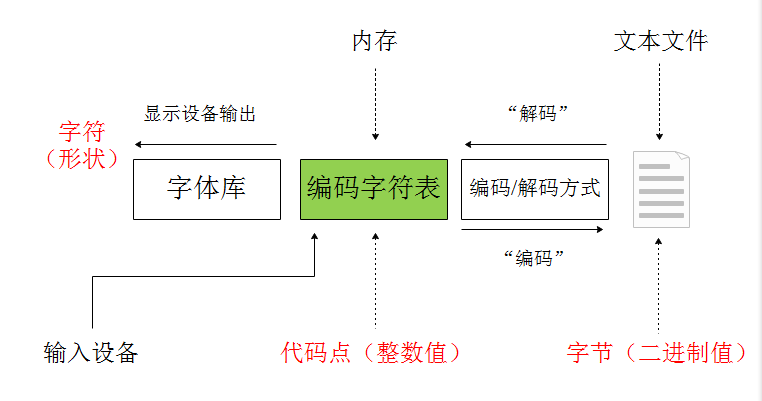 内存
文本文件
显示设备输出
“解码”
字符
（形状）
字体库
编码字符表
编码/解码方式
“编码”
输入设备
代码点（整数值）
字节（二进制值）